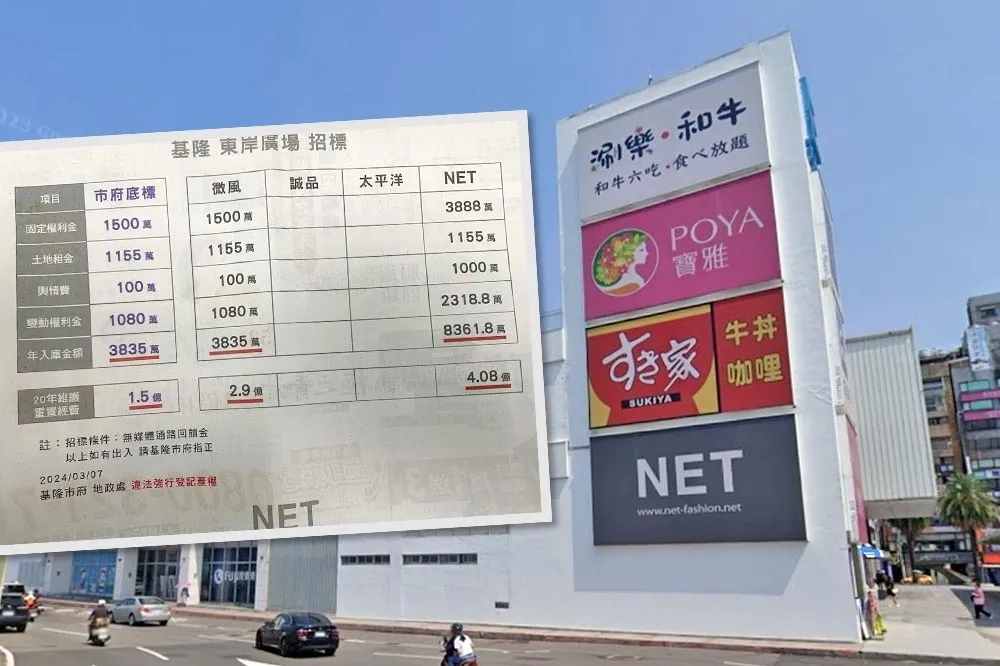 基隆 東岸廣場 招標
項目 市府底標 微風 誠品 太平洋 NET
固定權利金 1500萬 1500萬 3888萬
土地租金 1155萬 1155萬 1155萬
輿情費 100萬 100萬 1000萬
變動權利金 1080萬 1080萬 2318.8萬
年入庫金額 3835萬 3835萬 8361.8萬
20年維護
重置經費 1.5億 2.9億 4.08億
註：招標條件：無媒體通路回饋金
以上如有出入 請基隆市府指正
2024/03/07
基隆市府 地政處 違法強行登記產權
NET
涮樂·和牛
和牛六吃·食べ放題
POYA
寶雅
すき家
SUKIYA
牛丼
咖哩
NET
www.net-fashion.net